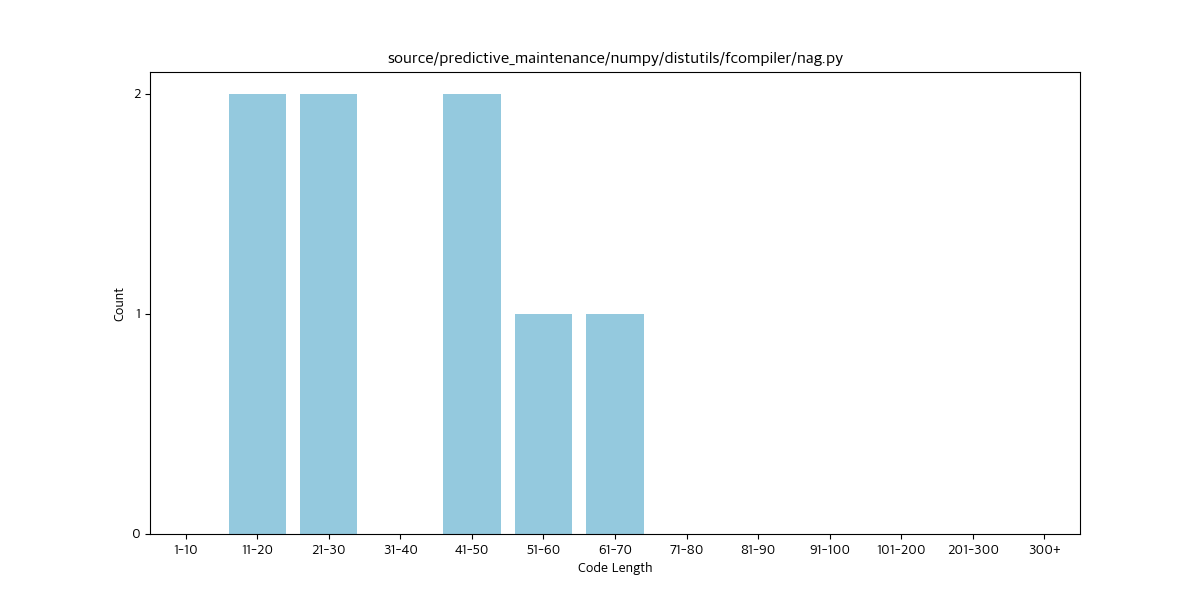 source/predictive_maintenance/numpy/distutils/fcompiler/nag.py
2
1
0
Count
1-10 11-20 21-30 31-40 41-50 51-60 61-70 71-80 81-90 91-100 101-200 201-300 300+
Code Length